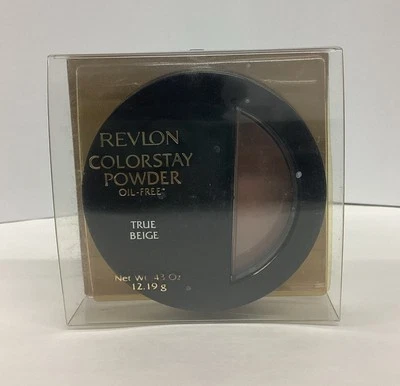 REVLON
COLORSTAY
POWDER
OIL-FREE*
TRUE
BEIGE
Net Wt. .43 Oz.
12.19 g